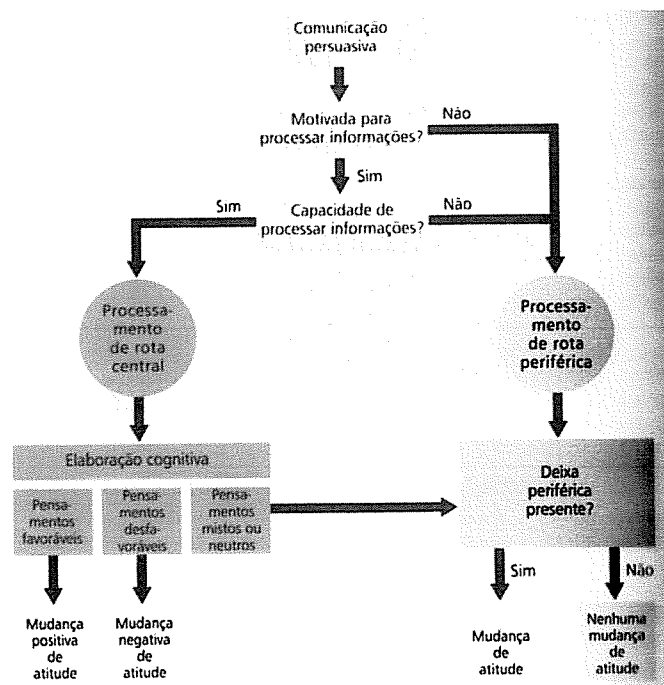 Comunicação
persuasiva
Motivada para
processar informações?
Não
Sim
Sim
Capacidade de
processar informações?
Não
Processa-
mento
de rota
central
Processa-
mento
de rota
periférica
Elaboração cognitiva
Pensa-
mentos
favoráveis
Pensa-
mentos
desfa-
voráveis
Pensa-
mentos
mistos ou
neutros
Deixa
periférica
presente?
Sim
Não
Mudança
positiva
de
atitude
Mudança
negativa
de
atitude
Mudança
de
atitude
Nenhuma
mudança
de
atitude